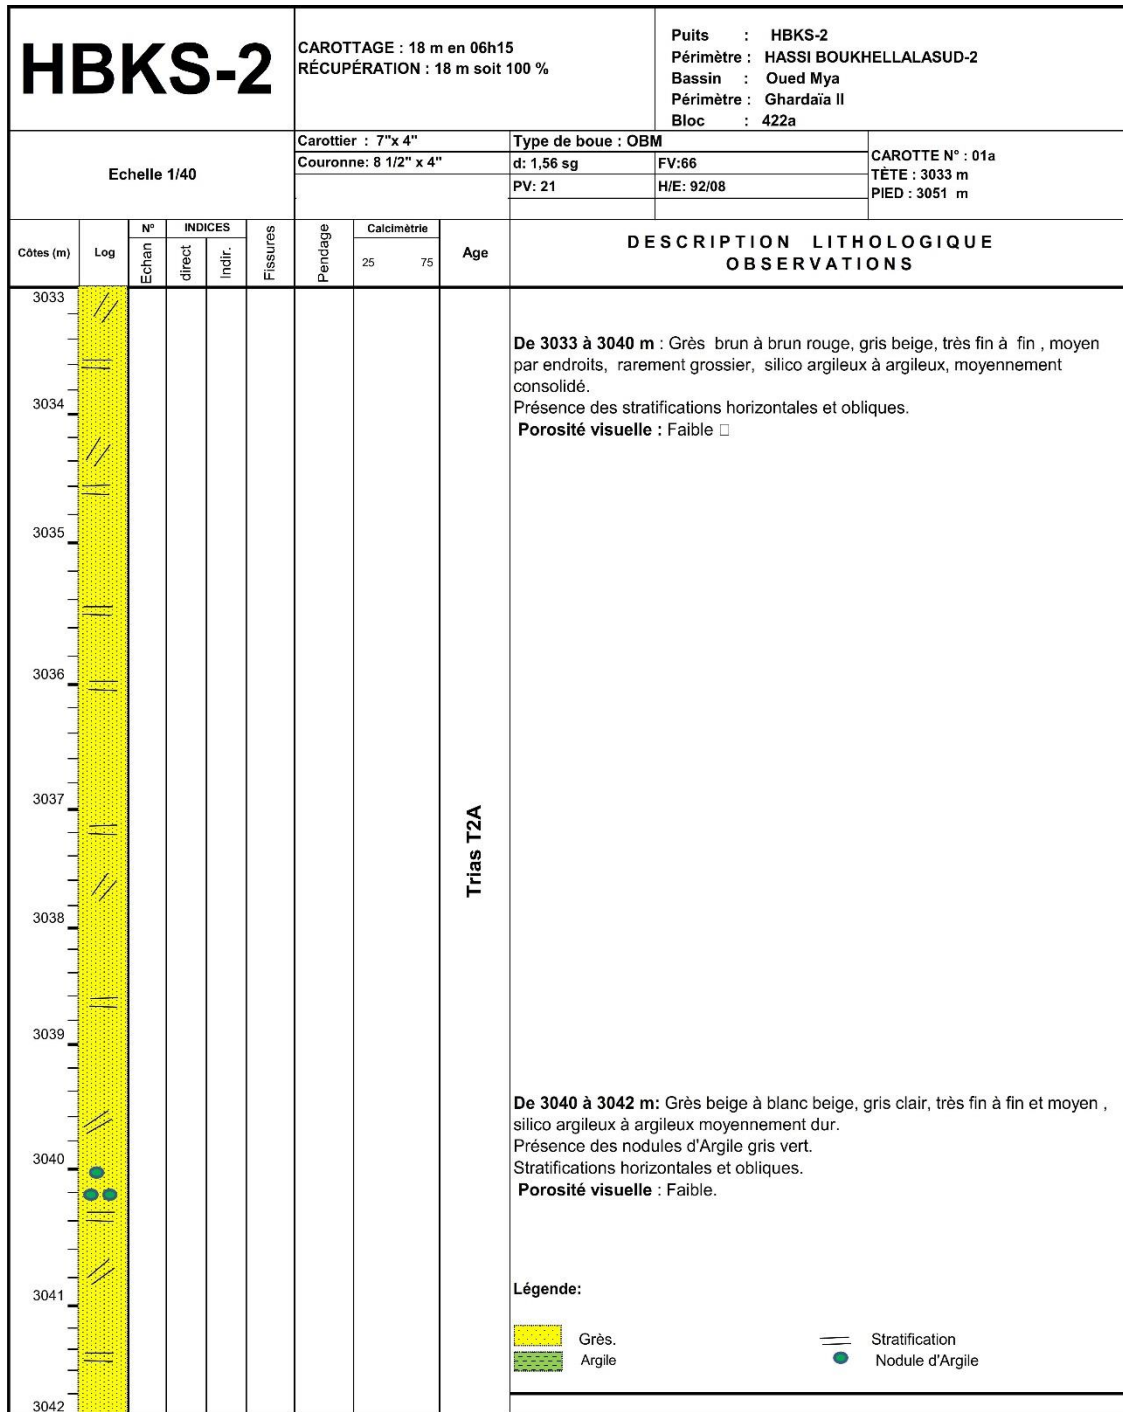 HBKS-2
CAROTTAGE : 18 m en 06h15
RÉCUPÉRATION : 18 m soit 100 %
Puits : HBKS-2
Périmètre : HASSI BOUKHELLALASUD-2
Bassin : Oued Mya
Périmètre : Ghardaïa II
Bloc : 422a
Echelle 1/40
Carottier : 7"x 4"
Couronne: 8 1/2" x 4"
Type de boue : OBM
d: 1,56 sg
FV:66
PV: 21
H/E: 92/08
CAROTTE N° : 01a
TÈTE : 3033 m
PIED : 3051 m
Côtes (m)
Log
N°
Echan
INDICES
direct
Indir.
Fissures
Pendage
Calcimètrie
25 75
Age
DESCRIPTION LITHOLOGIQUE
OBSERVATIONS
3033
3034
3035
3036
3037
3038
3039
3040
3041
3042
Trias T2A
De 3033 à 3040 m : Grès brun à brun rouge, gris beige, très fin à fin , moyen
par endroits, rarement grossier, silico argileux à argileux, moyennement
consolidé.
Présence des stratifications horizontales et obliques.
Porosité visuelle : Faible □
De 3040 à 3042 m: Grès beige à blanc beige, gris clair, très fin à fin et moyen ,
silico argileux à argileux moyennement dur.
Présence des nodules d'Argile gris vert.
Stratifications horizontales et obliques.
Porosité visuelle : Faible.
Légende:
Grès.
Argile
Stratification
Nodule d'Argile